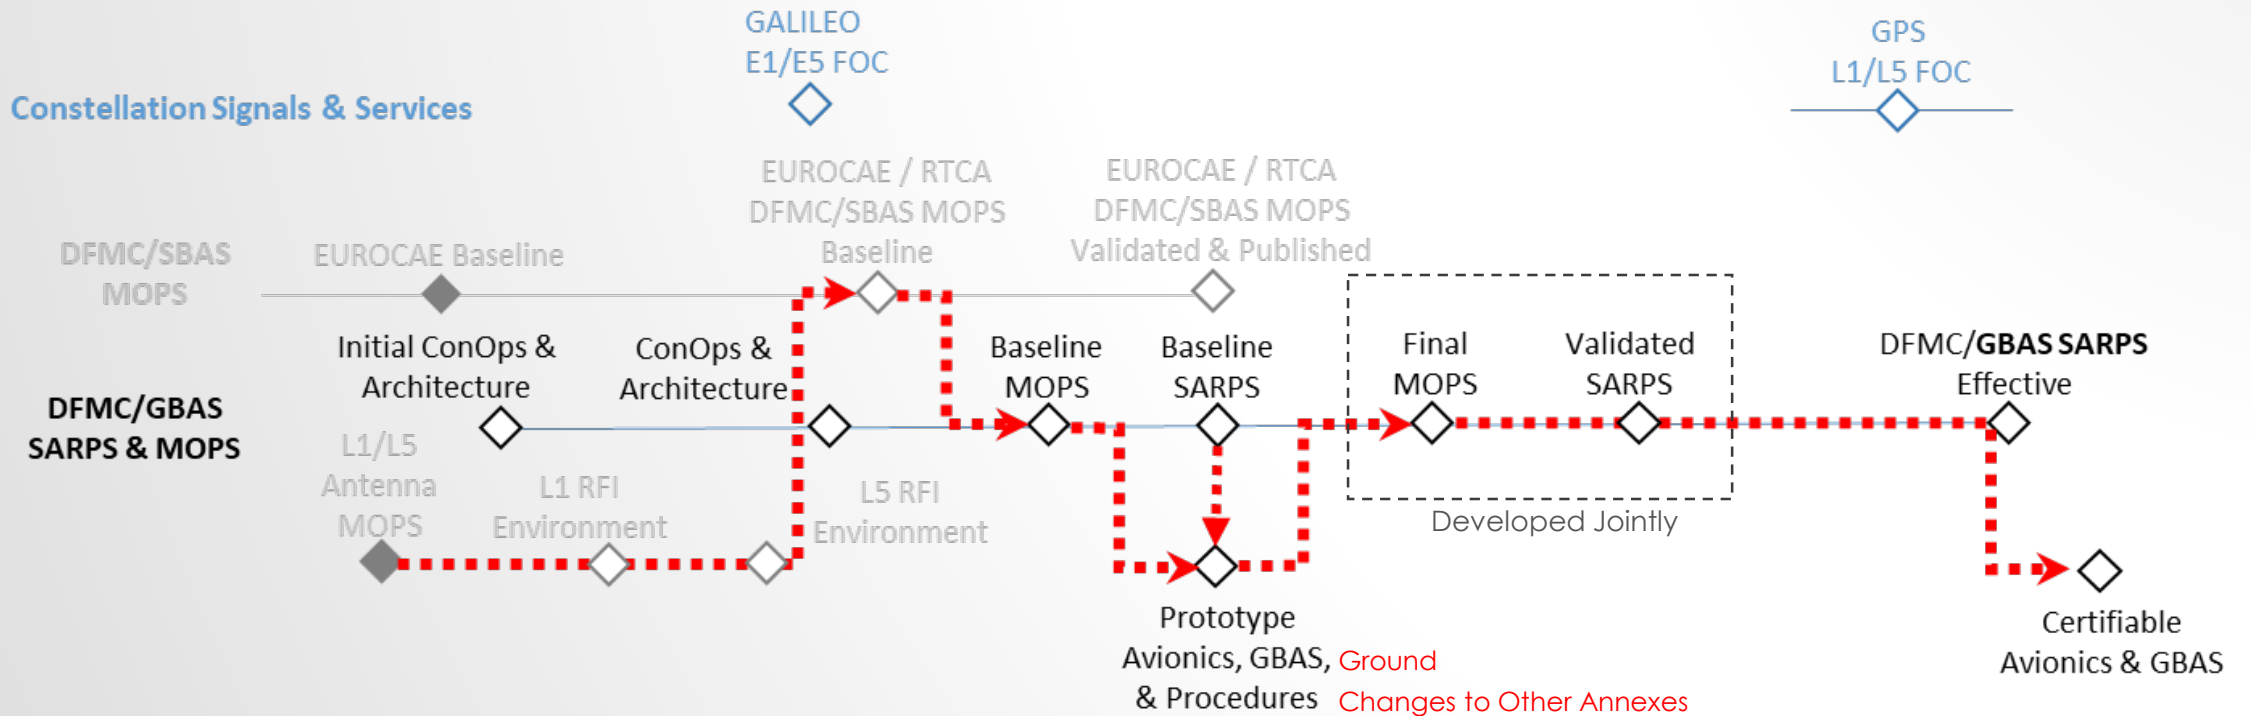 GALILEO
E1/E5 FOC
GPS
L1/L5 FOC
Constellation Signals & Services
EUROCAE / RTCA
DFMC/SBAS MOPS
Baseline
EUROCAE / RTCA
DFMC/SBAS MOPS
Validated & Published
DFMC/SBAS
MOPS
EUROCAE Baseline
Initial ConOps &
Architecture
ConOps &
Architecture
Baseline
MOPS
Baseline
SARPS
Final
MOPS
Validated
SARPS
DFMC/GBAS SARPS
Effective
DFMC/GBAS
SARPS & MOPS
L1/L5
Antenna
MOPS
L1 RFI
Environment
L5 RFI
Environment
Developed Jointly
Prototype
Avionics, GBAS, Ground
& Procedures Changes to Other Annexes
Certifiable
Avionics & GBAS